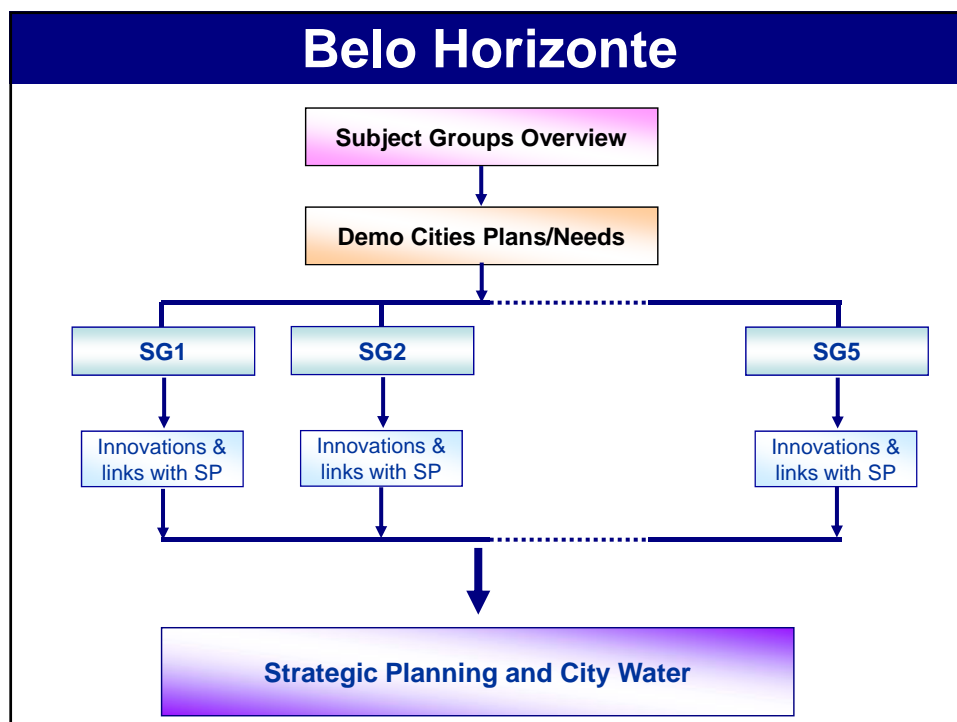 Belo Horizonte
Subject Groups Overview
Demo Cities Plans/Needs
SG1
SG2
SG5
Innovations &
links with SP
Innovations &
links with SP
Innovations &
links with SP
Strategic Planning and City Water